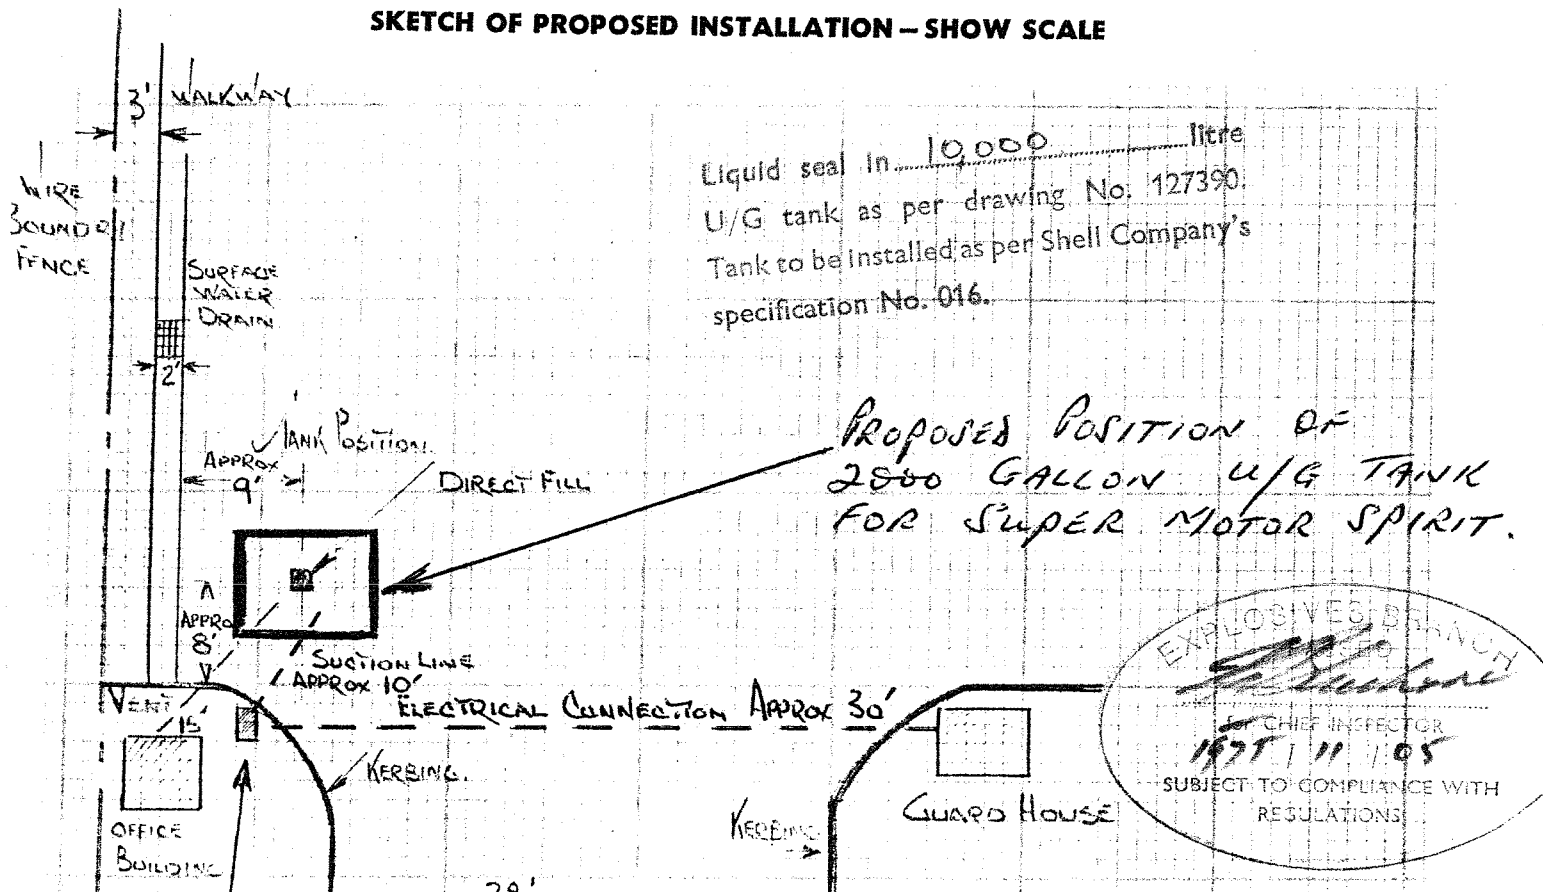 SKETCH OF PROPOSED INSTALLATION – SHOW SCALE
3' WALKWAY
WIRE
FENCE
SURFACE
WATER
DRAIN
2'
Liquid seal in 10,000 litre
U/G tank as per drawing No. 127390.
Tank to be installed as per Shell Company's
specification No. 016.
TANK POSITION
APPROX
9'
DIRECT FILL
PROPOSED POSITION OF
GALLON U/G TANK
FOR SUPER MOTOR SPIRIT.
APPROX
8'
SUCTION LINE
APPROX 10'
VENT
15'
ELECTRICAL CONNECTION APPROX 30'
KERBING.
OFFICE
BUILDING
KERBING
GUARD HOUSE
EXPLOSIVES BRANCH
CHIEF INSPECTOR
1975 / 11 / 05
SUBJECT TO COMPLIANCE WITH
REGULATIONS